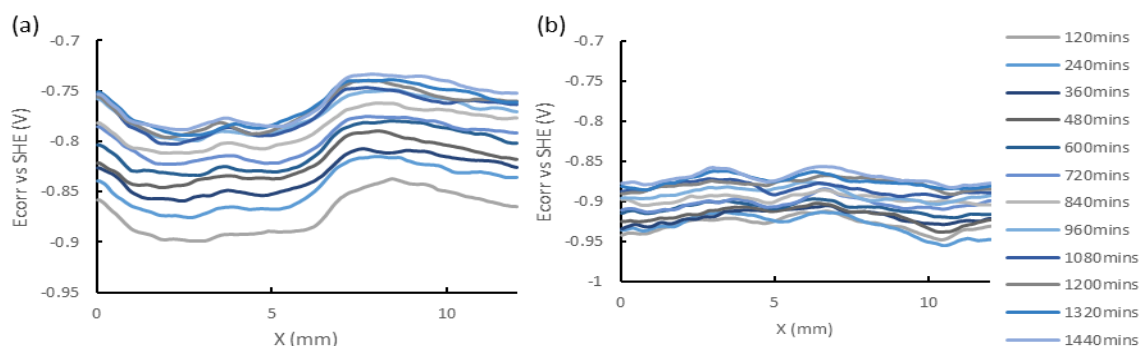 (a)
-0.7
-0.75
-0.8
-0.85
-0.9
-0.95
Ecorr vs SHE (V)
0
5
10
X (mm)
(b)
-0.7
-0.75
-0.8
-0.85
-0.9
-0.95
-1
Ecorr vs SHE (V)
0
5
10
X (mm)
120mins
240mins
360mins
480mins
600mins
720mins
840mins
960mins
1080mins
1200mins
1320mins
1440mins